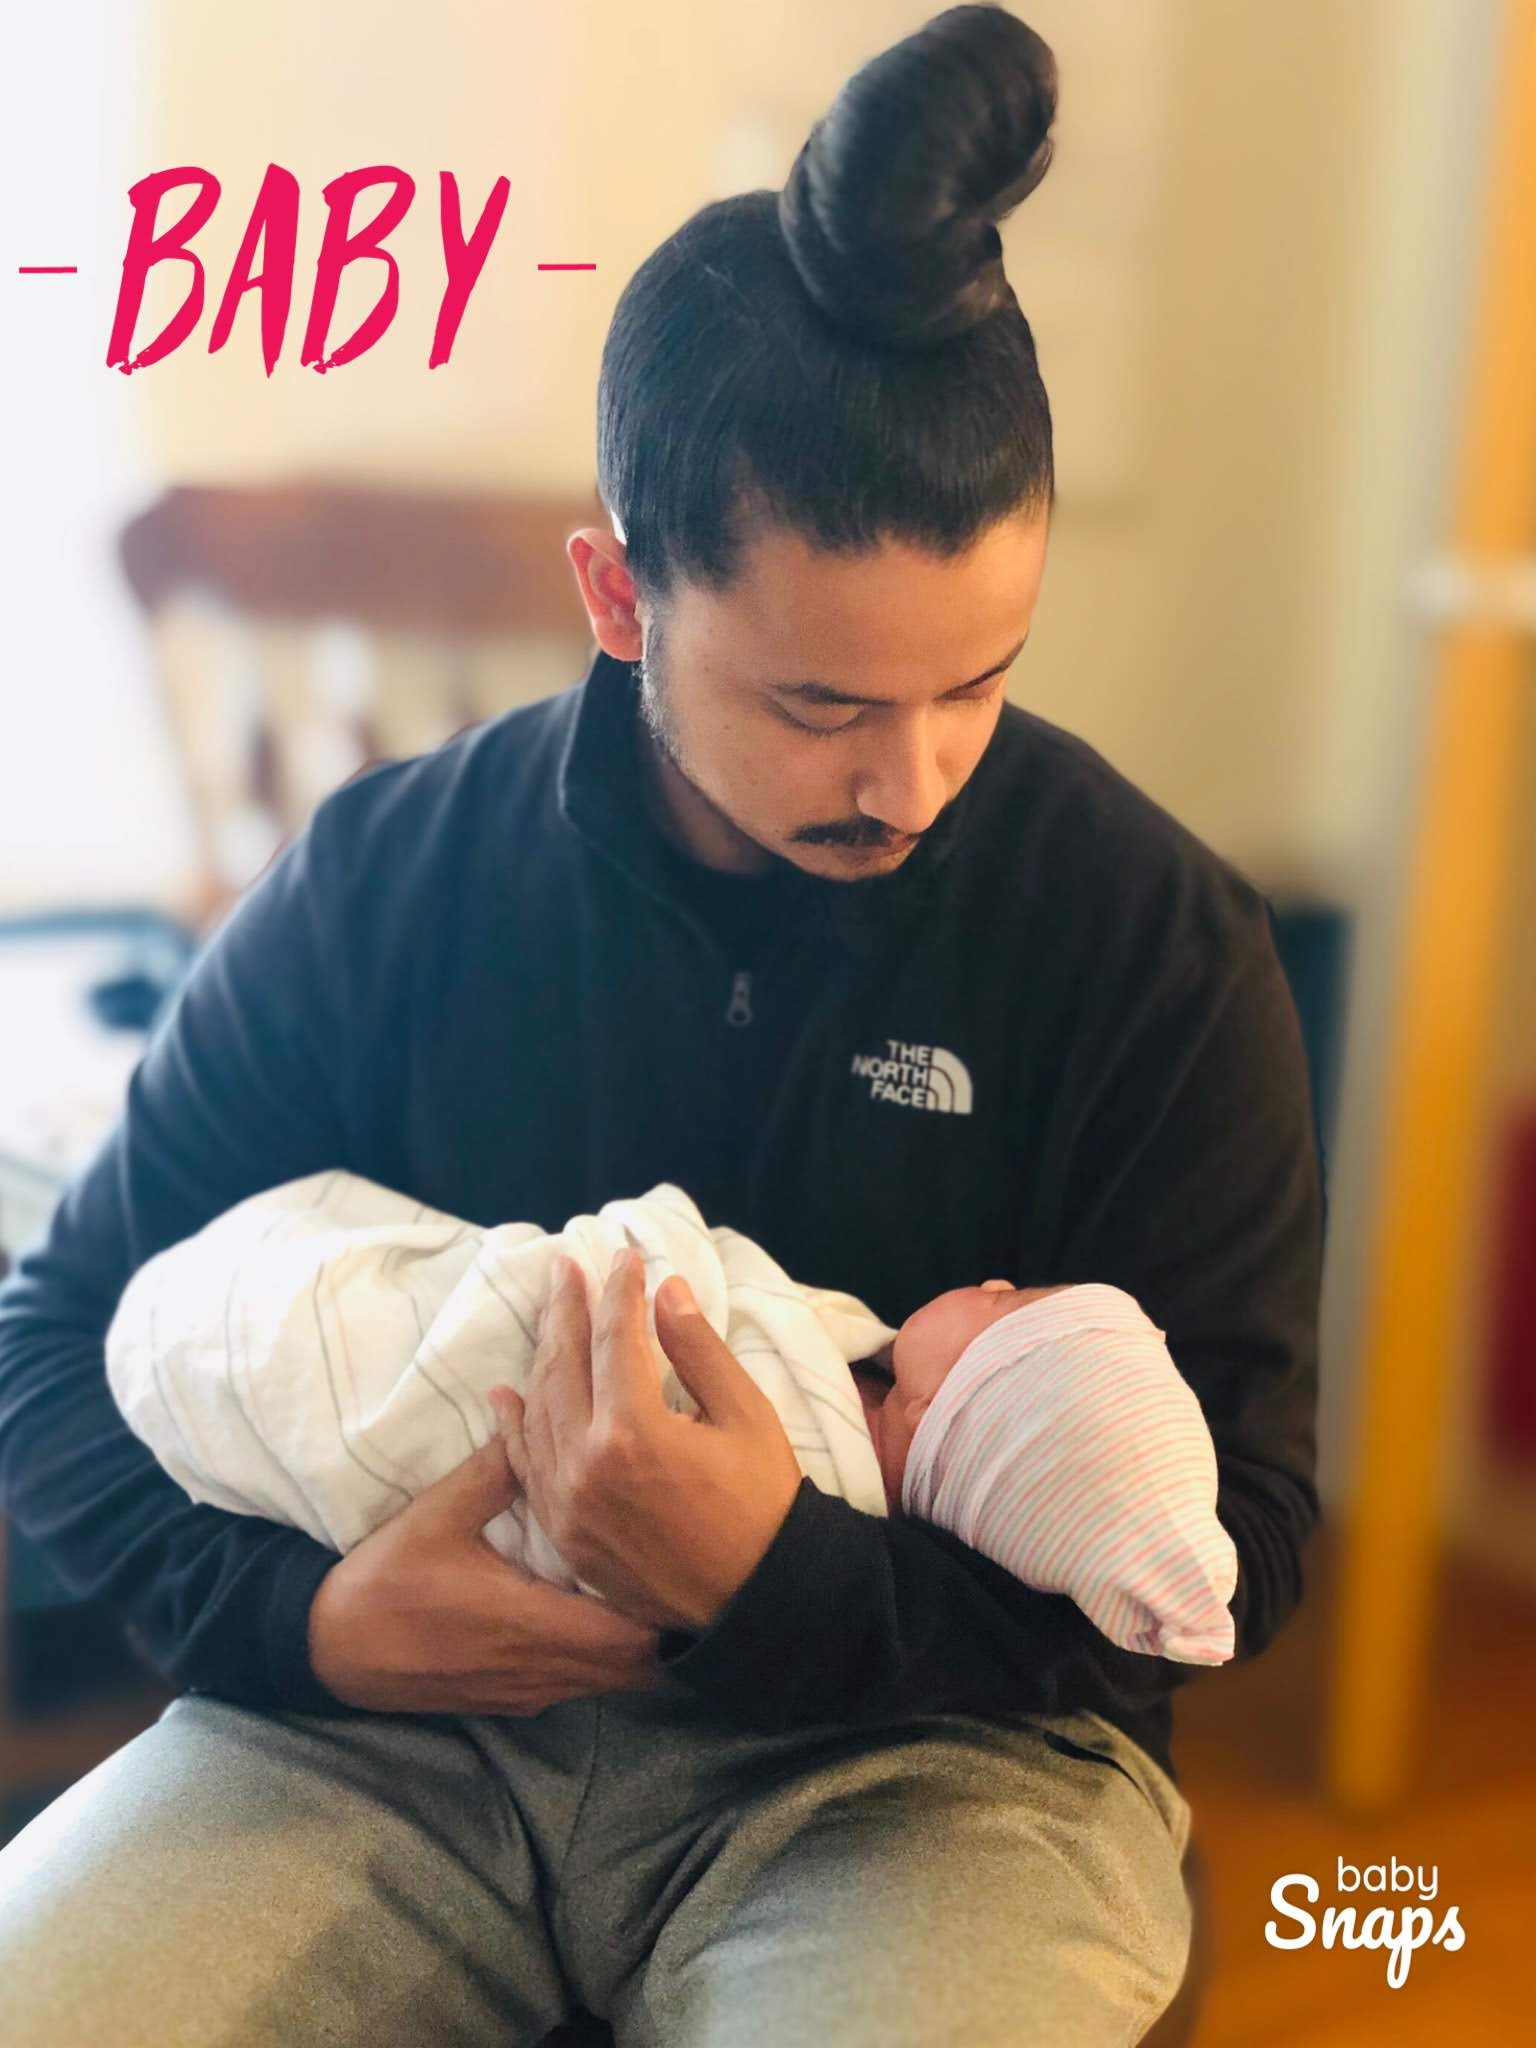 - BABY -
THE
NORTH
FACE
baby
Snaps